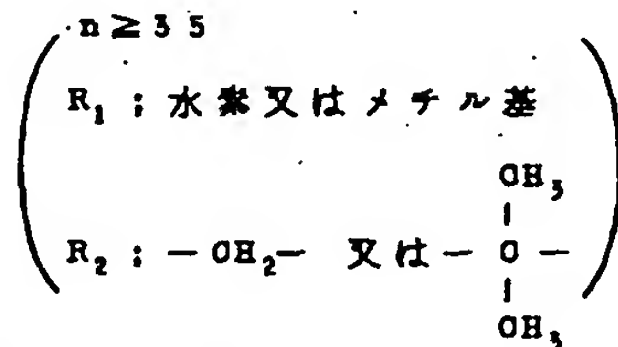 n ≥ 35
R₁ ; 水素又はメチル基
CH₃
|
R₂ ; — CH₂— 又は — C —
|
CH₃